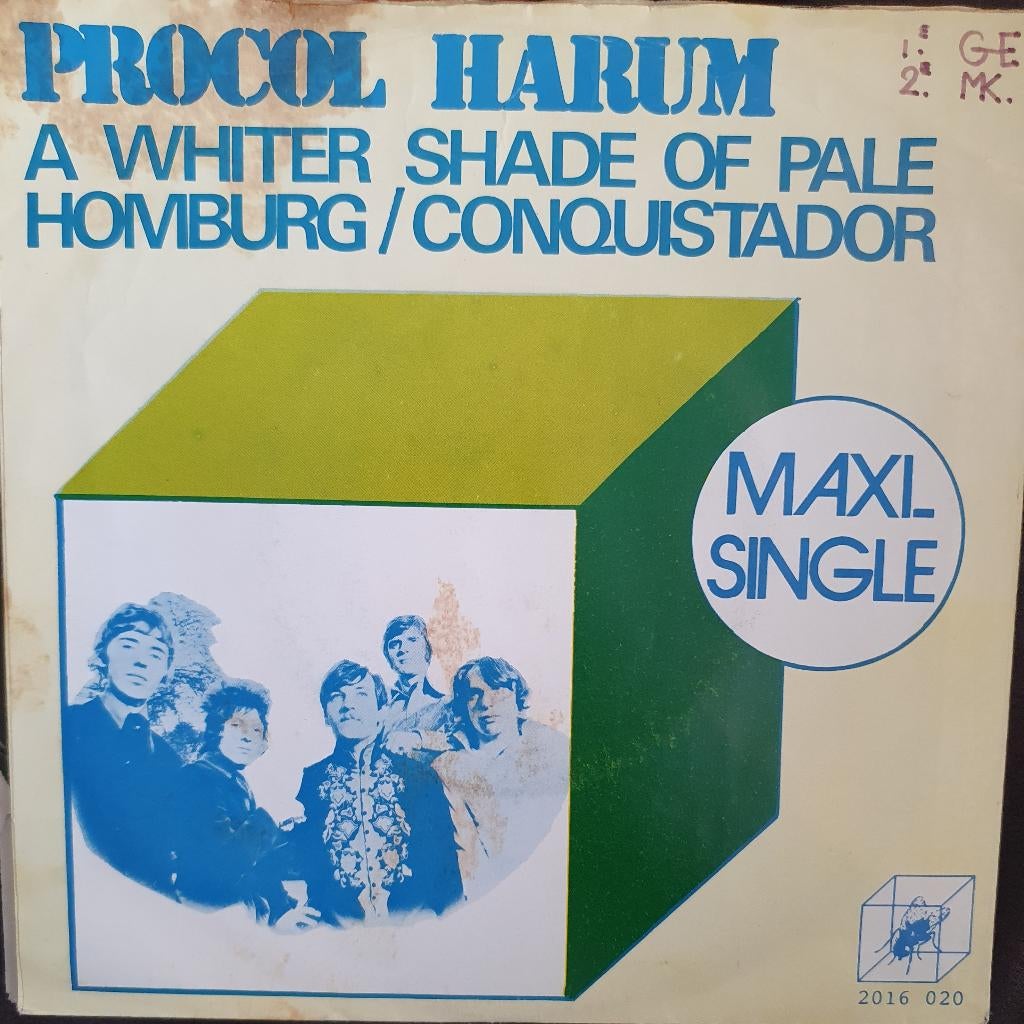 PROCOL HARUM
A WHITER SHADE OF PALE
HOMBURG/CONQUISTADOR
1. GE
2. MK.
MAXI-
SINGLE
2016 020